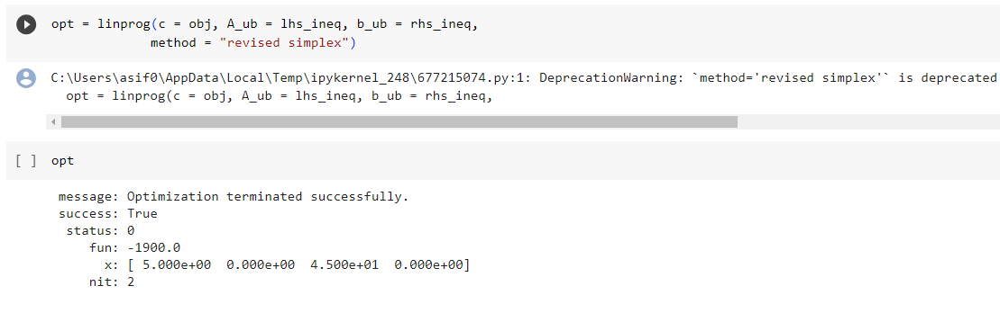 opt = linprog(c = obj, A_ub = lhs_ineq, b_ub = rhs_ineq,
method = "revised simplex")
C:\Users\asif0\AppData\Local\Temp\ipykernel_248\677215074.py:1: DeprecationWarning: `method='revised simplex'` is deprecated
opt = linprog(c = obj, A_ub = lhs_ineq, b_ub = rhs_ineq,
[ ] opt
message: Optimization terminated successfully.
success: True
status: 0
fun: -1900.0
x: [ 5.000e+00 0.000e+00 4.500e+01 0.000e+00]
nit: 2